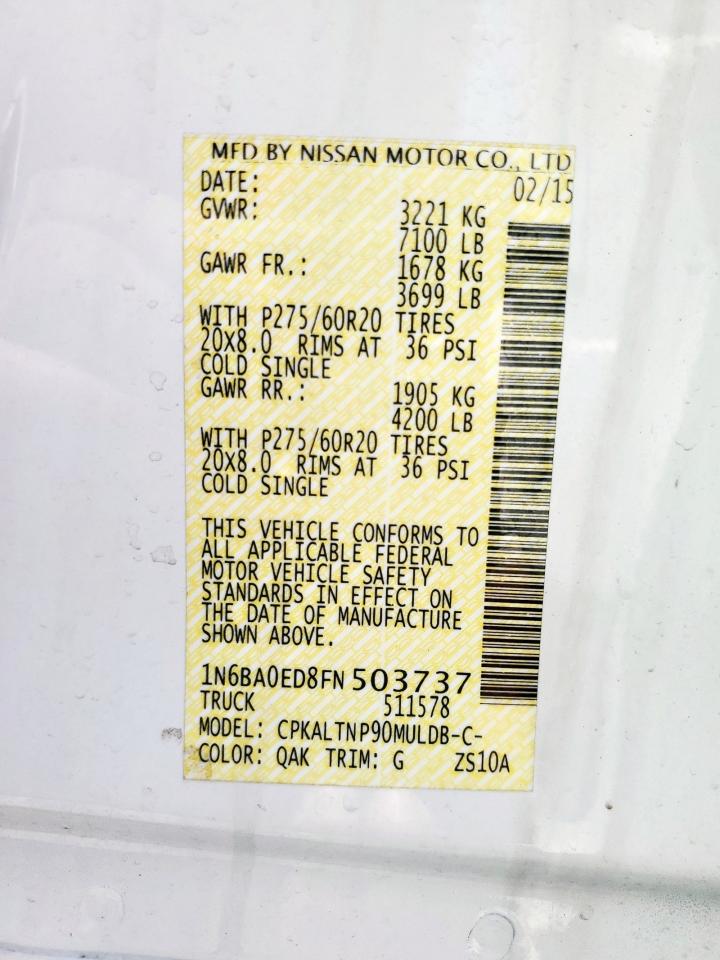 MFD BY NISSAN MOTOR CO., LTD
DATE: 02/15
GVWR: 3221 KG
7100 LB
GAWR FR.: 1678 KG
3699 LB
WITH P275/60R20 TIRES
20X8.0 RIMS AT 36 PSI
COLD SINGLE
GAWR RR.: 1905 KG
4200 LB
WITH P275/60R20 TIRES
20X8.0 RIMS AT 36 PSI
COLD SINGLE
THIS VEHICLE CONFORMS TO
ALL APPLICABLE FEDERAL
MOTOR VEHICLE SAFETY
STANDARDS IN EFFECT ON
THE DATE OF MANUFACTURE
SHOWN ABOVE.
1N6BA0ED8FN503737
TRUCK 511578
MODEL: CPKALTNP90MULDB-C-
COLOR: QAK TRIM: G ZS10A